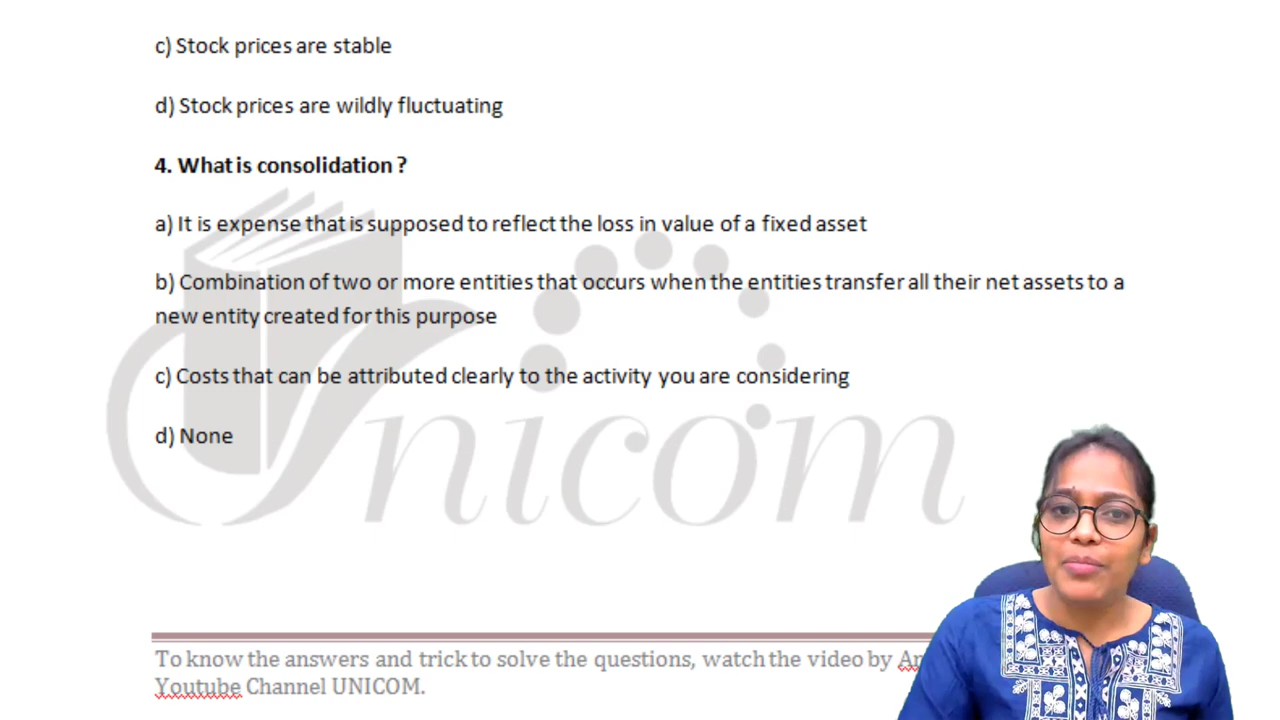 c) Stock prices are stable
d) Stock prices are wildly fluctuating
4. What is consolidation ?
a) It is expense that is supposed to reflect the loss in value of a fixed asset
b) Combination of two or more entities that occurs when the entities transfer all their net assets to a
new entity created for this purpose
c) Costs that can be attributed clearly to the activity you are considering
d) None
Unicom
To know the answers and trick to solve the questions, watch the video by
Youtube Channel UNICOM.